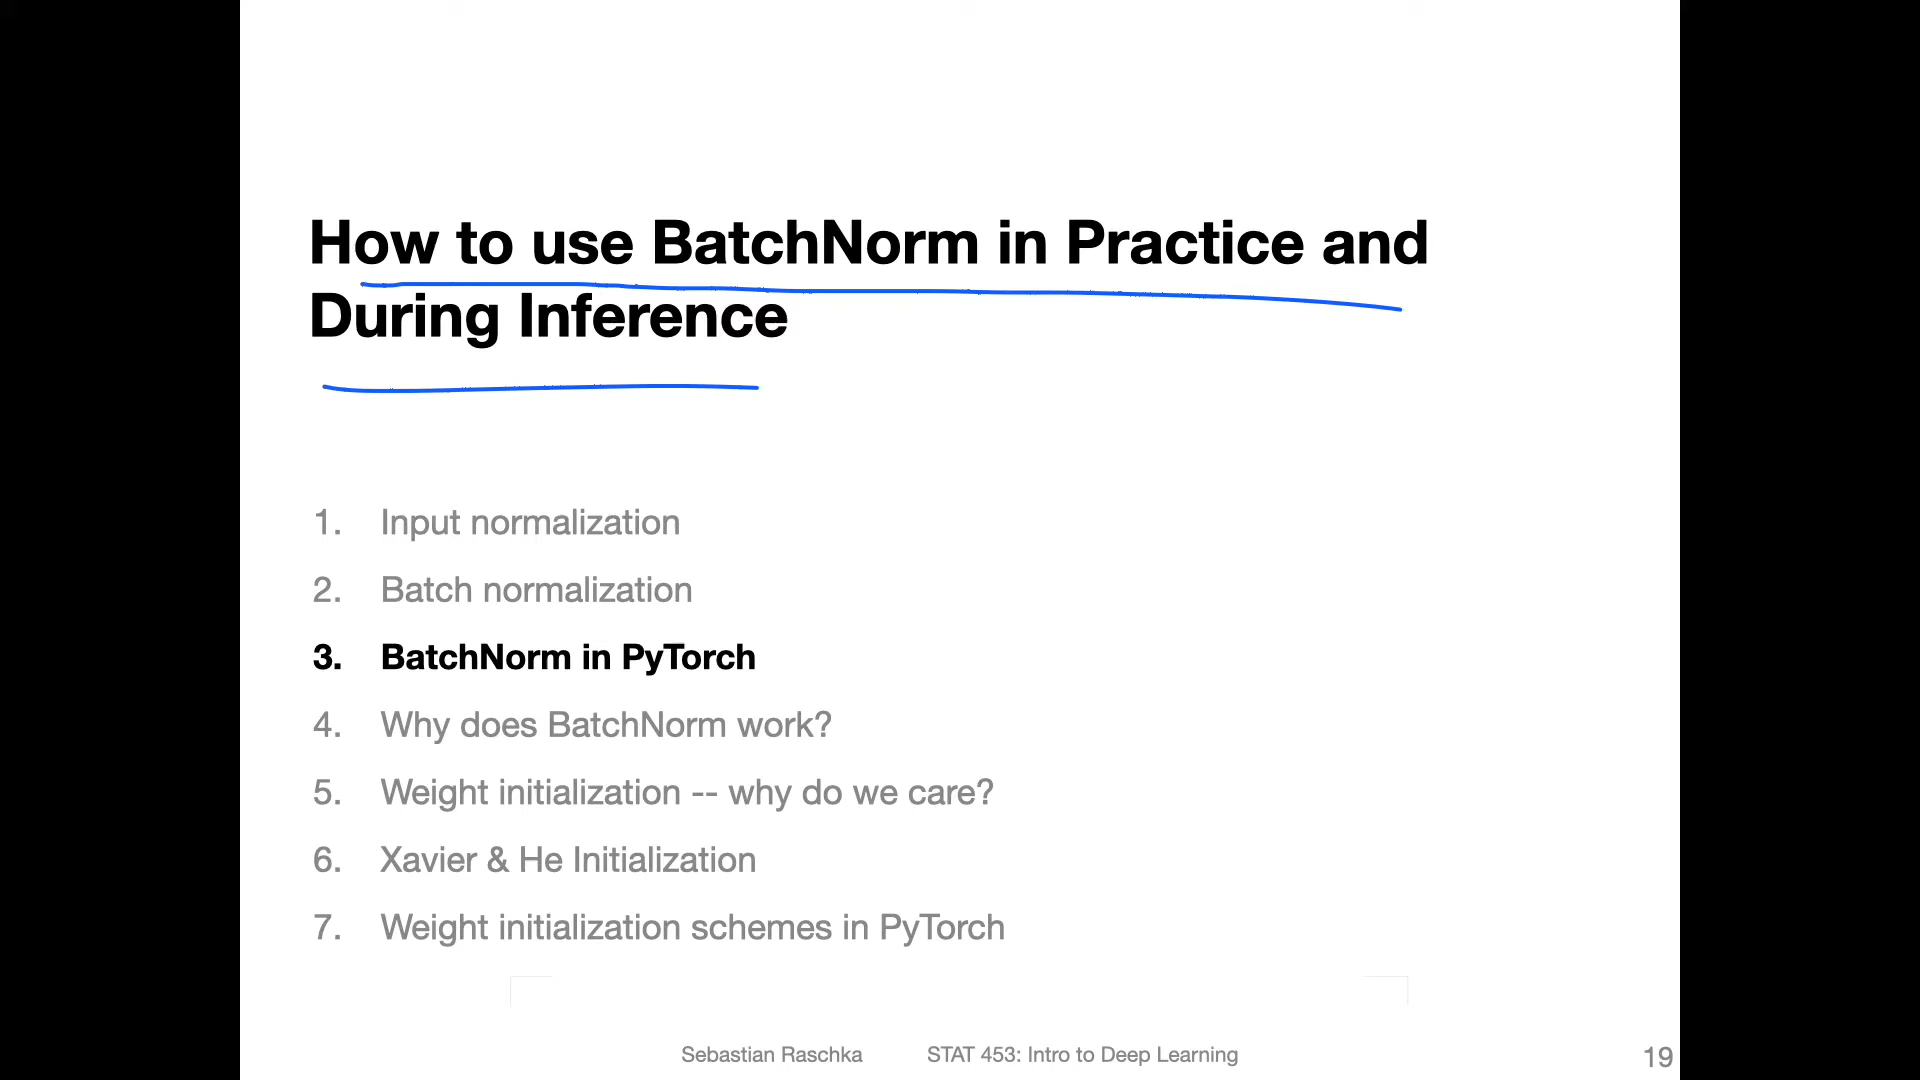 How to use BatchNorm in Practice and
During Inference
1. Input normalization
2. Batch normalization
3. BatchNorm in PyTorch
4. Why does BatchNorm work?
5. Weight initialization -- why do we care?
6. Xavier & He Initialization
7. Weight initialization schemes in PyTorch
Sebastian Raschka STAT 453: Intro to Deep Learning 19